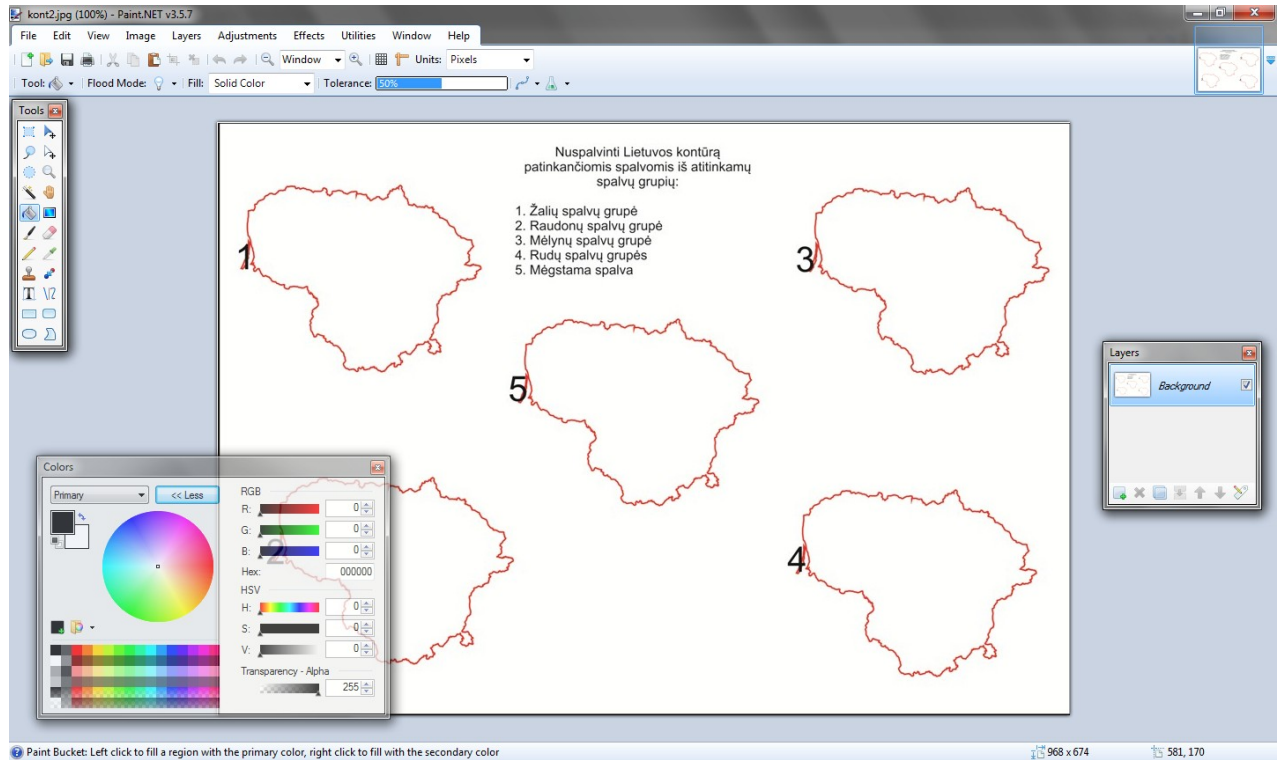 kont2.jpg (100%) - Paint.NET v3.5.7
File Edit View Image Layers Adjustments Effects Utilities Window Help
Window Units: Pixels
Tool: Flood Mode: Fill: Solid Color Tolerance: 50%
Tools
Nuspalvinti Lietuvos kontūrą
patinkančiomis spalvomis iš atitinkamų
spalvų grupių:
1. Žalių spalvų grupė
2. Raudonų spalvų grupė
3. Mėlynų spalvų grupė
4. Rudų spalvų grupės
5. Mėgstama spalva
1
3
5
2
4
Layers
Background
Colors
Primary
<< Less
RGB
R: 0
G: 0
B: 0
Hex: 000000
HSV
H: 0
S: 0
V: 0
Transparency - Alpha
255
Paint Bucket: Left click to fill a region with the primary color, right click to fill with the secondary color
968 x 674
581, 170